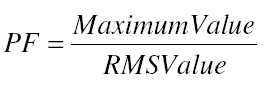 PF = MaximumValue / RMSValue